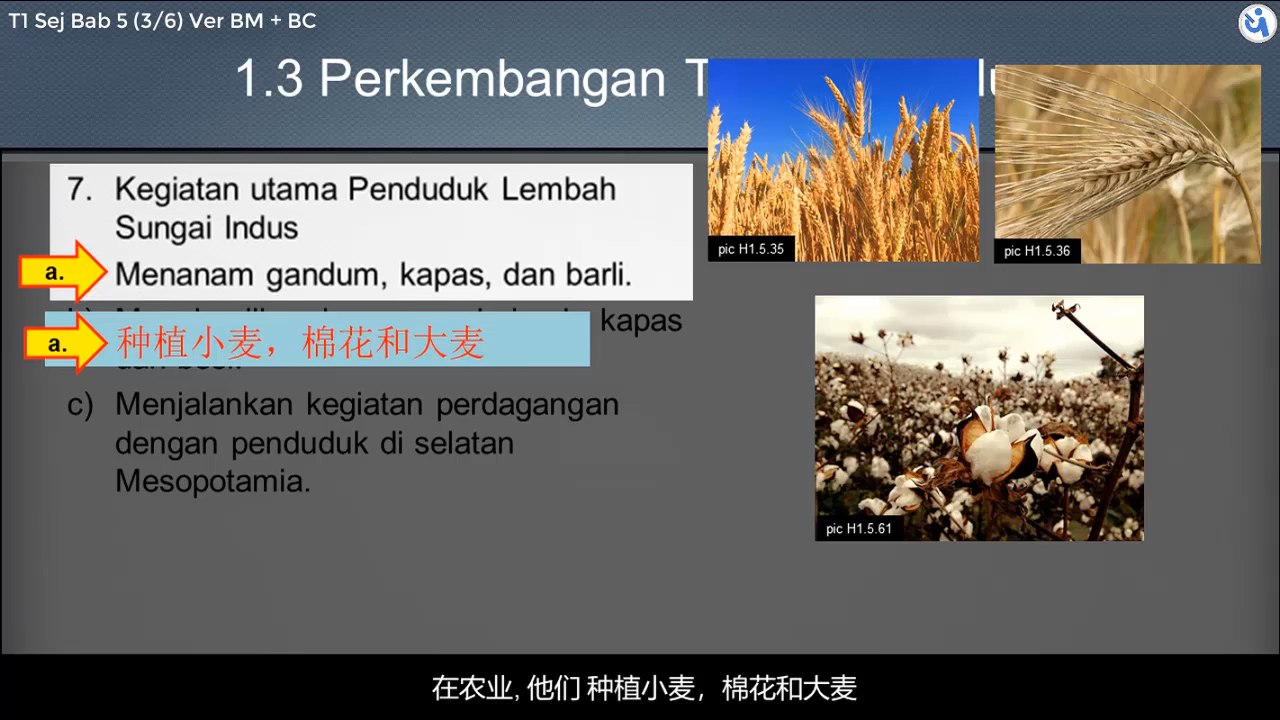 T1 Sej Bab 5 (3/6) Ver BM + BC
1.3 Perkembangan
7. Kegiatan utama Penduduk Lembah
Sungai Indus
a. Menanam gandum, kapas, dan barli.
kapas
a. 种植小麦，棉花和大麦
c) Menjalankan kegiatan perdagangan
dengan penduduk di selatan
Mesopotamia.
pic H1.5.35
pic H1.5.36
pic H1.5.61
在农业, 他们 种植小麦，棉花和大麦